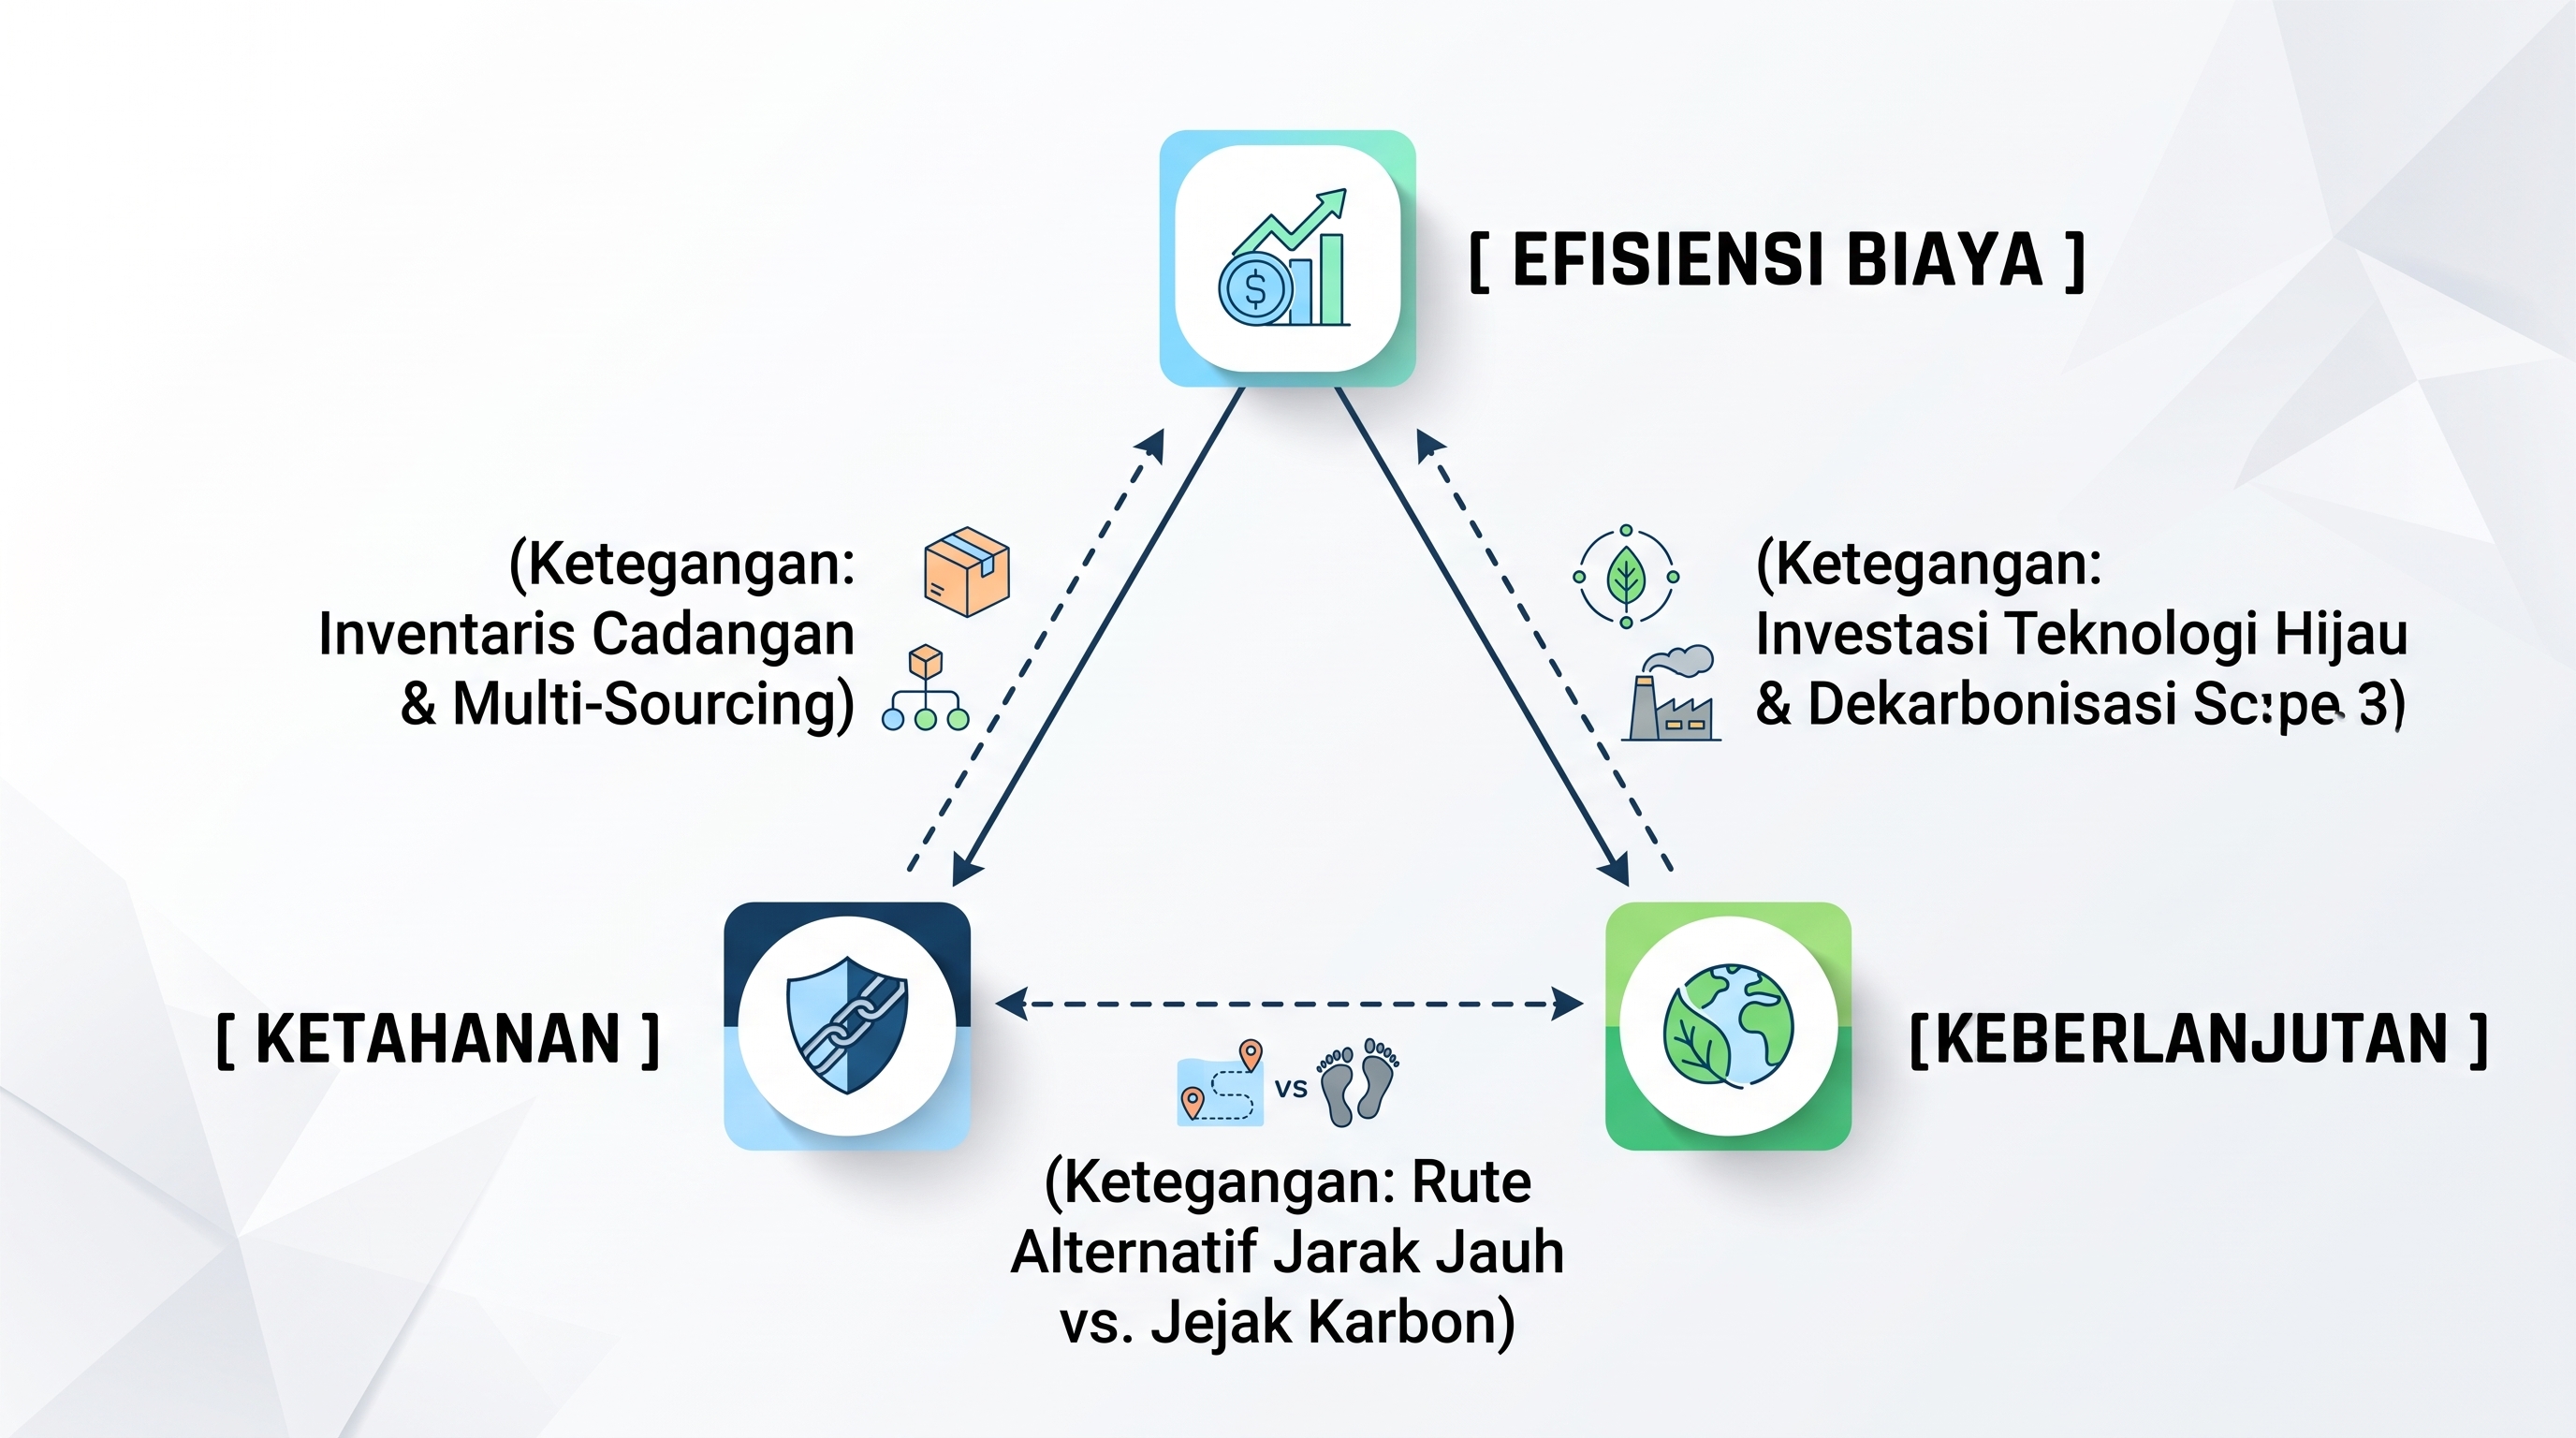 [ EFISIENSI BIAYA ]
(Ketegangan:
Inventaris Cadangan
& Multi-Sourcing)
(Ketegangan:
Investasi Teknologi Hijau
& Dekarbonisasi 3)
[ KETAHANAN ]
[KEBERLANJUTAN ]
vs
(Ketegangan: Rute
Alternatif Jarak Jauh
vs. Jejak Karbon)
$